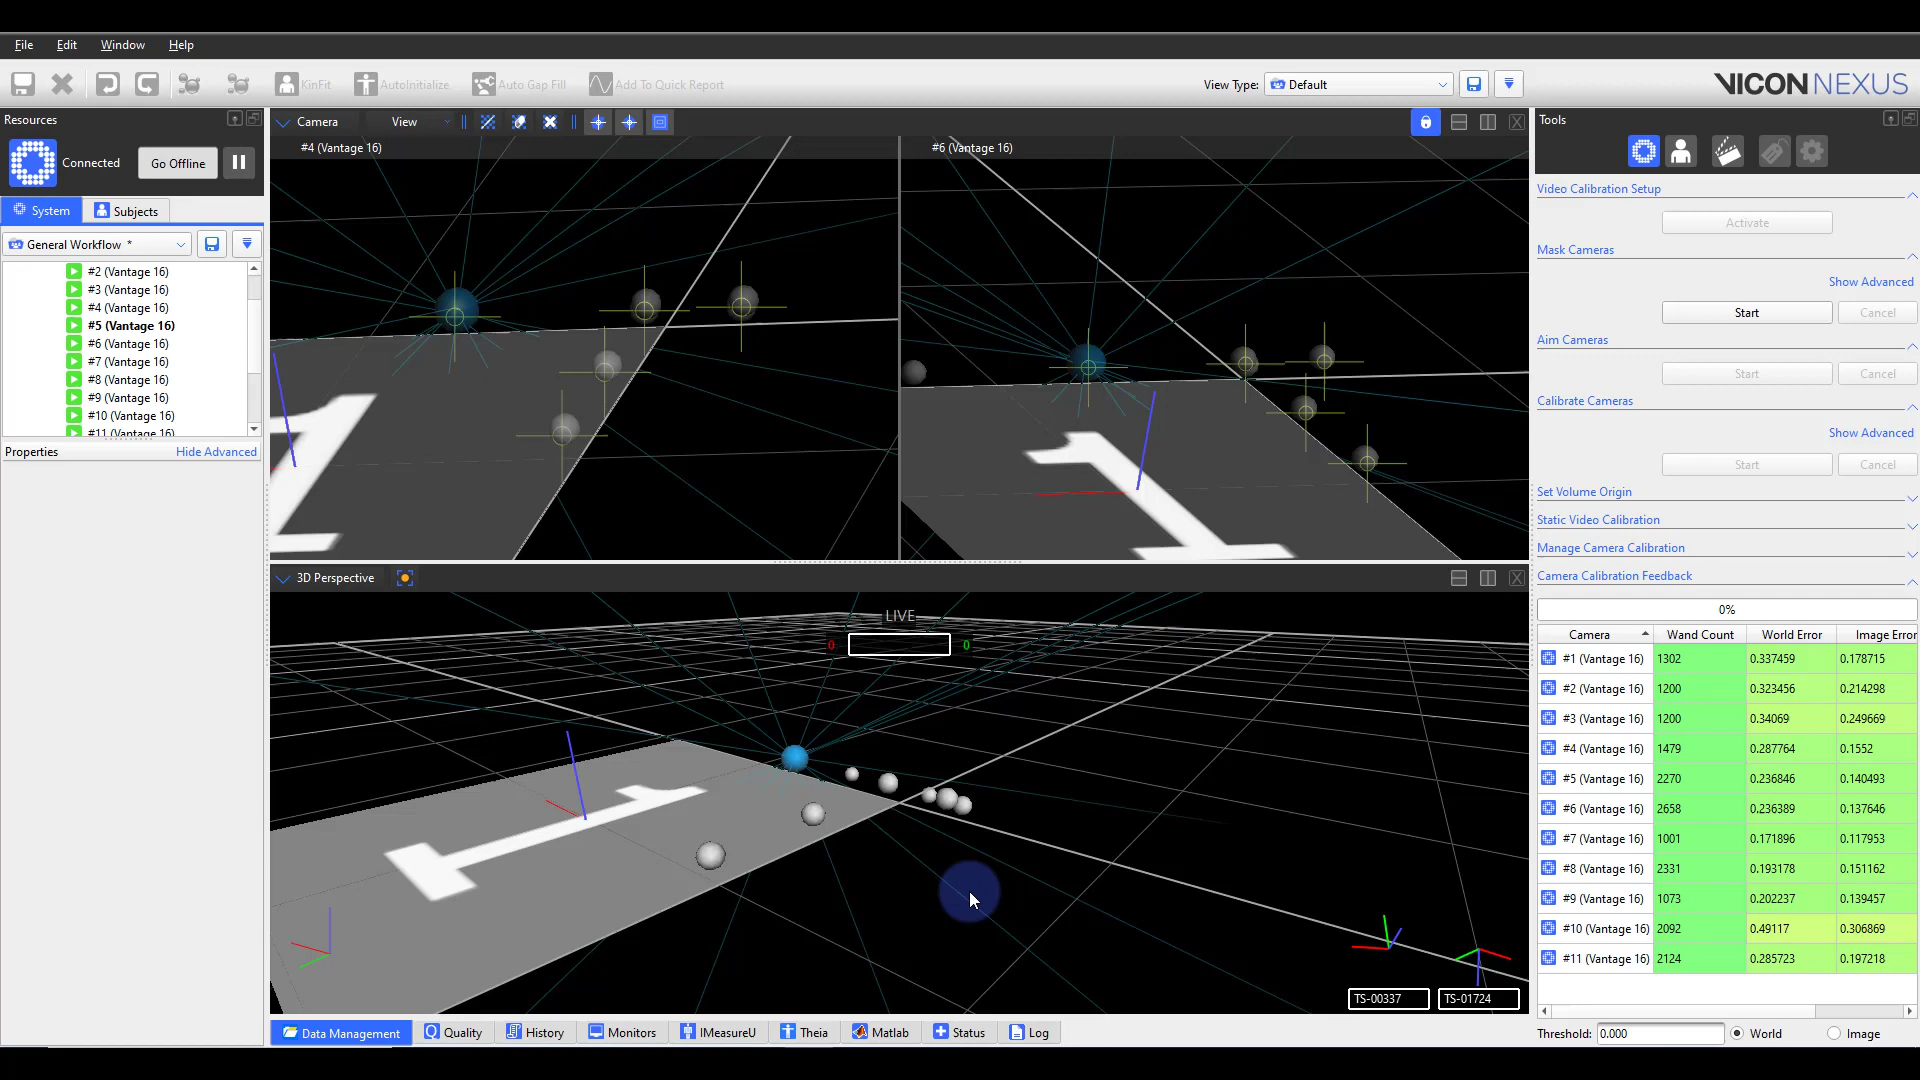 File Edit Window Help
KinFit AutoInitialize Auto Gap Fill Add To Quick Report View Type: Default VICON NEXUS
Resources
Connected Go Offline
System Subjects
General Workflow *
#2 (Vantage 16)
#3 (Vantage 16)
#4 (Vantage 16)
#5 (Vantage 16)
#6 (Vantage 16)
#7 (Vantage 16)
#8 (Vantage 16)
#9 (Vantage 16)
#10 (Vantage 16)
#11 (Vantage 16)
Properties Hide Advanced
Camera View
#4 (Vantage 16) #6 (Vantage 16)
3D Perspective
LIVE
0 0
TS-00337 TS-01724
Data Management Quality History Monitors IMeasureU Theia Matlab Status Log
Tools
Video Calibration Setup
Activate
Mask Cameras
Show Advanced
Start Cancel
Aim Cameras
Start Cancel
Calibrate Cameras
Show Advanced
Start Cancel
Set Volume Origin
Static Video Calibration
Manage Camera Calibration
Camera Calibration Feedback
0%
Camera Wand Count World Error Image Error
#1 (Vantage 16) 1302 0.337459 0.178715
#2 (Vantage 16) 1200 0.323456 0.214298
#3 (Vantage 16) 1200 0.34069 0.249669
#4 (Vantage 16) 1479 0.287764 0.1552
#5 (Vantage 16) 2270 0.236846 0.140493
#6 (Vantage 16) 2658 0.236389 0.137646
#7 (Vantage 16) 1001 0.171896 0.117953
#8 (Vantage 16) 2331 0.193178 0.151162
#9 (Vantage 16) 1073 0.202237 0.139457
#10 (Vantage 16) 2092 0.49117 0.306869
#11 (Vantage 16) 2124 0.285723 0.197218
Threshold: 0.000 World Image